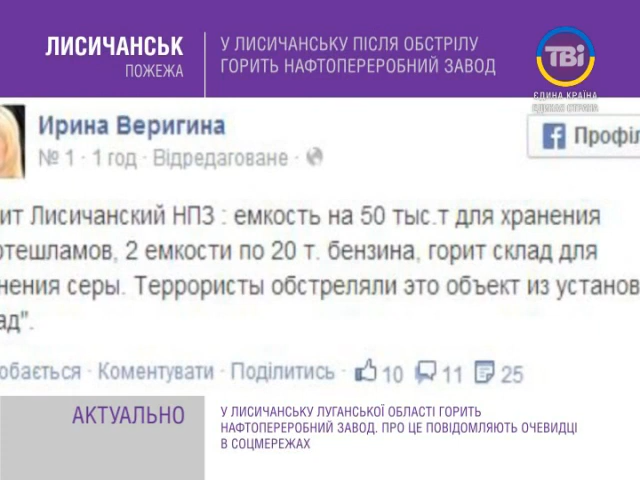 ЛИСИЧАНСЬК
ПОЖЕЖА
У ЛИСИЧАНСЬКУ ПІСЛЯ ОБСТРІЛУ
ГОРИТЬ НАФТОПЕРЕРОБНИЙ ЗАВОД
ТВі
ЄДИНА КРАЇНА
ЕДИНАЯ СТРАНА
Ирина Веригина
№ 1 · 1 год · Відредаговане ·
Профіль
ит Лисичанский НПЗ : емкость на 50 тыс.т для хранения
ртешламов, 2 емкости по 20 т. бензина, горит склад для
нения серы. Террористы обстреляли это объект из установ
ад".
обається · Коментувати · Поділитись · 10 11 25
АКТУАЛЬНО
У ЛИСИЧАНСЬКУ ЛУГАНСЬКОЇ ОБЛАСТІ ГОРИТЬ
НАФТОПЕРЕРОБНИЙ ЗАВОД. ПРО ЦЕ ПОВІДОМЛЯЮТЬ ОЧЕВИДЦІ
В СОЦМЕРЕЖАХ